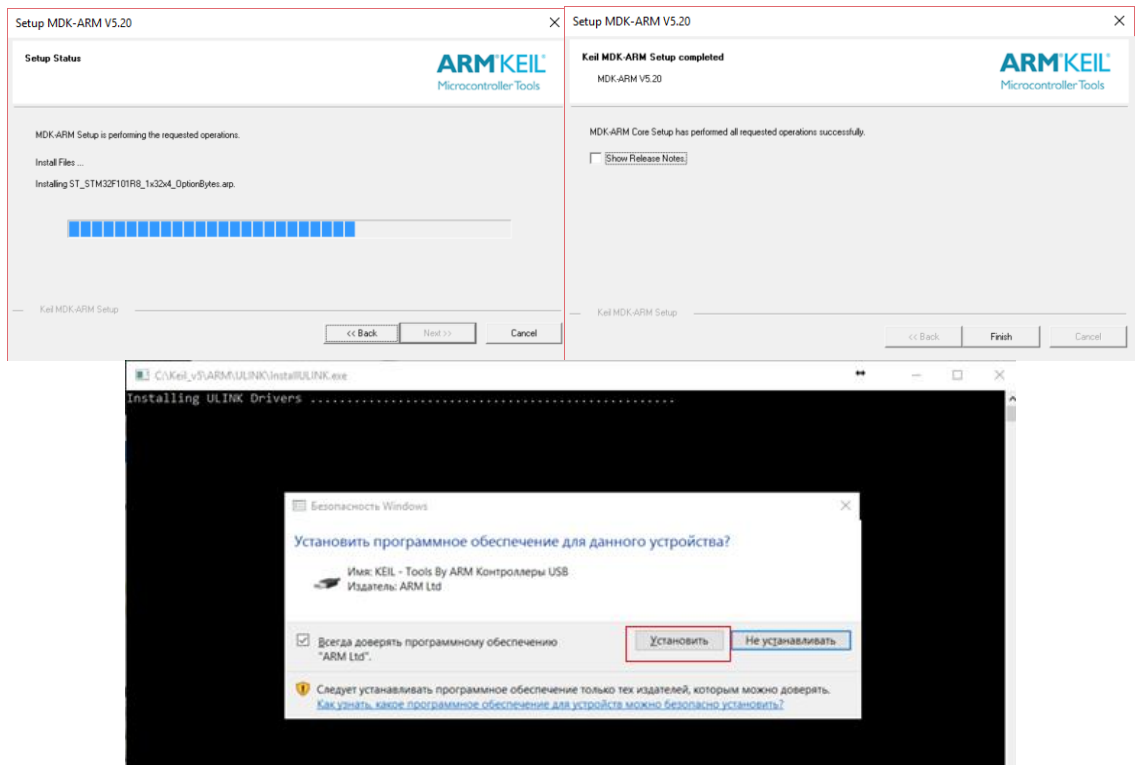 Setup MDK-ARM V5.20
Setup Status
ARM KEIL
Microcontroller Tools
MDK-ARM Setup is performing the requested operations.
Install Files ...
Installing ST_STM32F101R8_1x32x4_OptionBytes.arp.
Keil MDK-ARM Setup
<< Back
Next >>
Cancel
Setup MDK-ARM V5.20
Keil MDK-ARM Setup completed
MDK-ARM V5.20
ARM KEIL
Microcontroller Tools
MDK-ARM Core Setup has performed all requested operations successfully.
Show Release Notes.
Keil MDK-ARM Setup
<< Back
Finish
Cancel
C:\Keil_v5\ARM\ULINK\InstallULINK.exe
Installing ULINK Drivers ..................................................
Безопасность Windows
Установить программное обеспечение для данного устройства?
Имя: KEIL - Tools By ARM Контроллеры USB
Издатель: ARM Ltd
Всегда доверять программному обеспечению
"ARM Ltd".
Установить
Не устанавливать
Следует устанавливать программное обеспечение только тех издателей, которым можно доверять.
Как узнать, какое программное обеспечение для устройств можно безопасно установить?